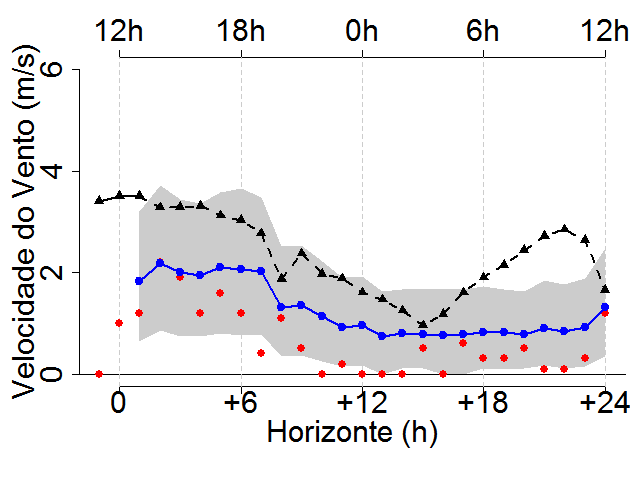 12h 18h 0h 6h 12h
Velocidade do Vento (m/s)
6
4
2
0
0 +6 +12 +18 +24
Horizonte (h)